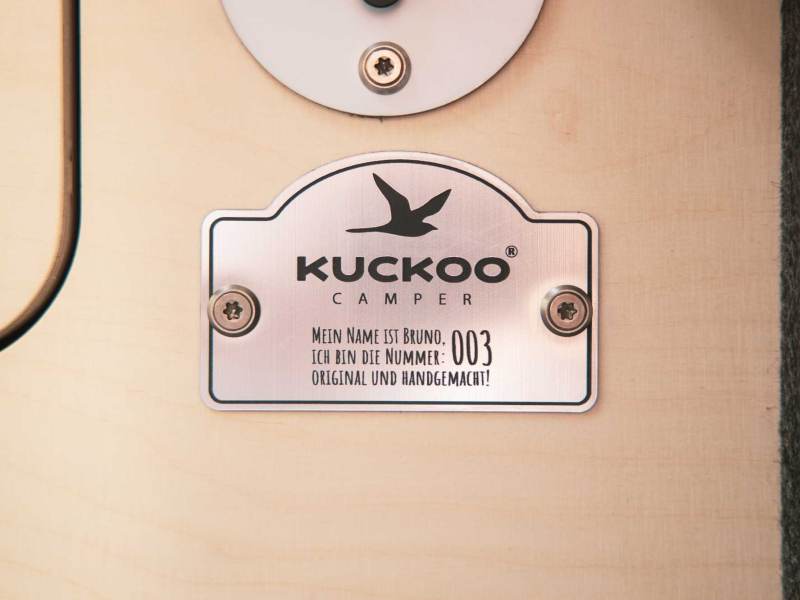 KUCKOO®
CAMPER
MEIN NAME IST BRUNO,
ICH BIN DIE NUMMER: 003
ORIGINAL UND HANDGEMACHT!